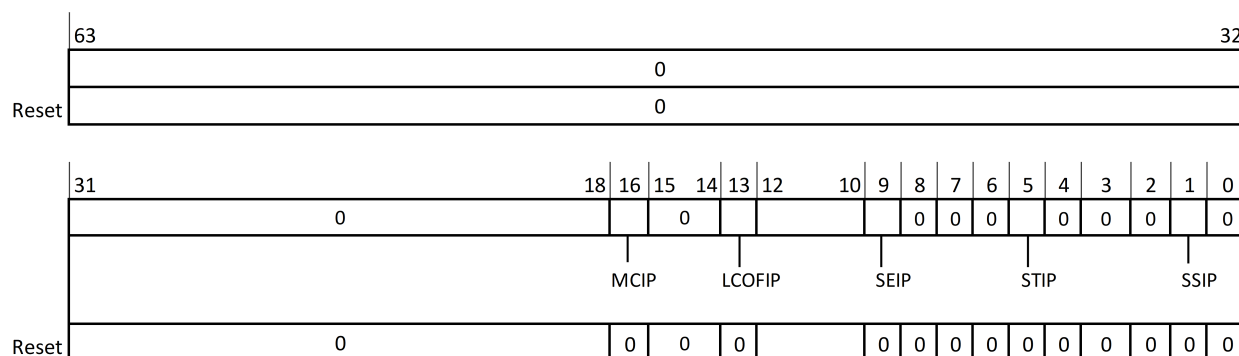 63 32
0
Reset 0
31 18 16 15 14 13 12 10 9 8 7 6 5 4 3 2 1 0
0 0 0 0 0 0 0 0 0
MCIP LCOFIP SEIP STIP SSIP
Reset 0 0 0 0 0 0 0 0 0 0 0 0 0 0